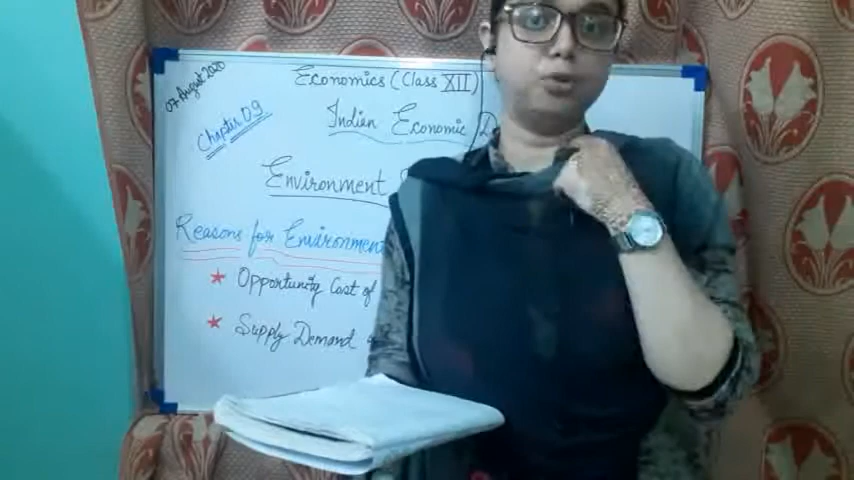 07 August 2020
Economics (Class XII)
Chapter 09
Indian Economic
Environment
Reasons for Environment
★ Opportunity Cost of
★ Supply Demand